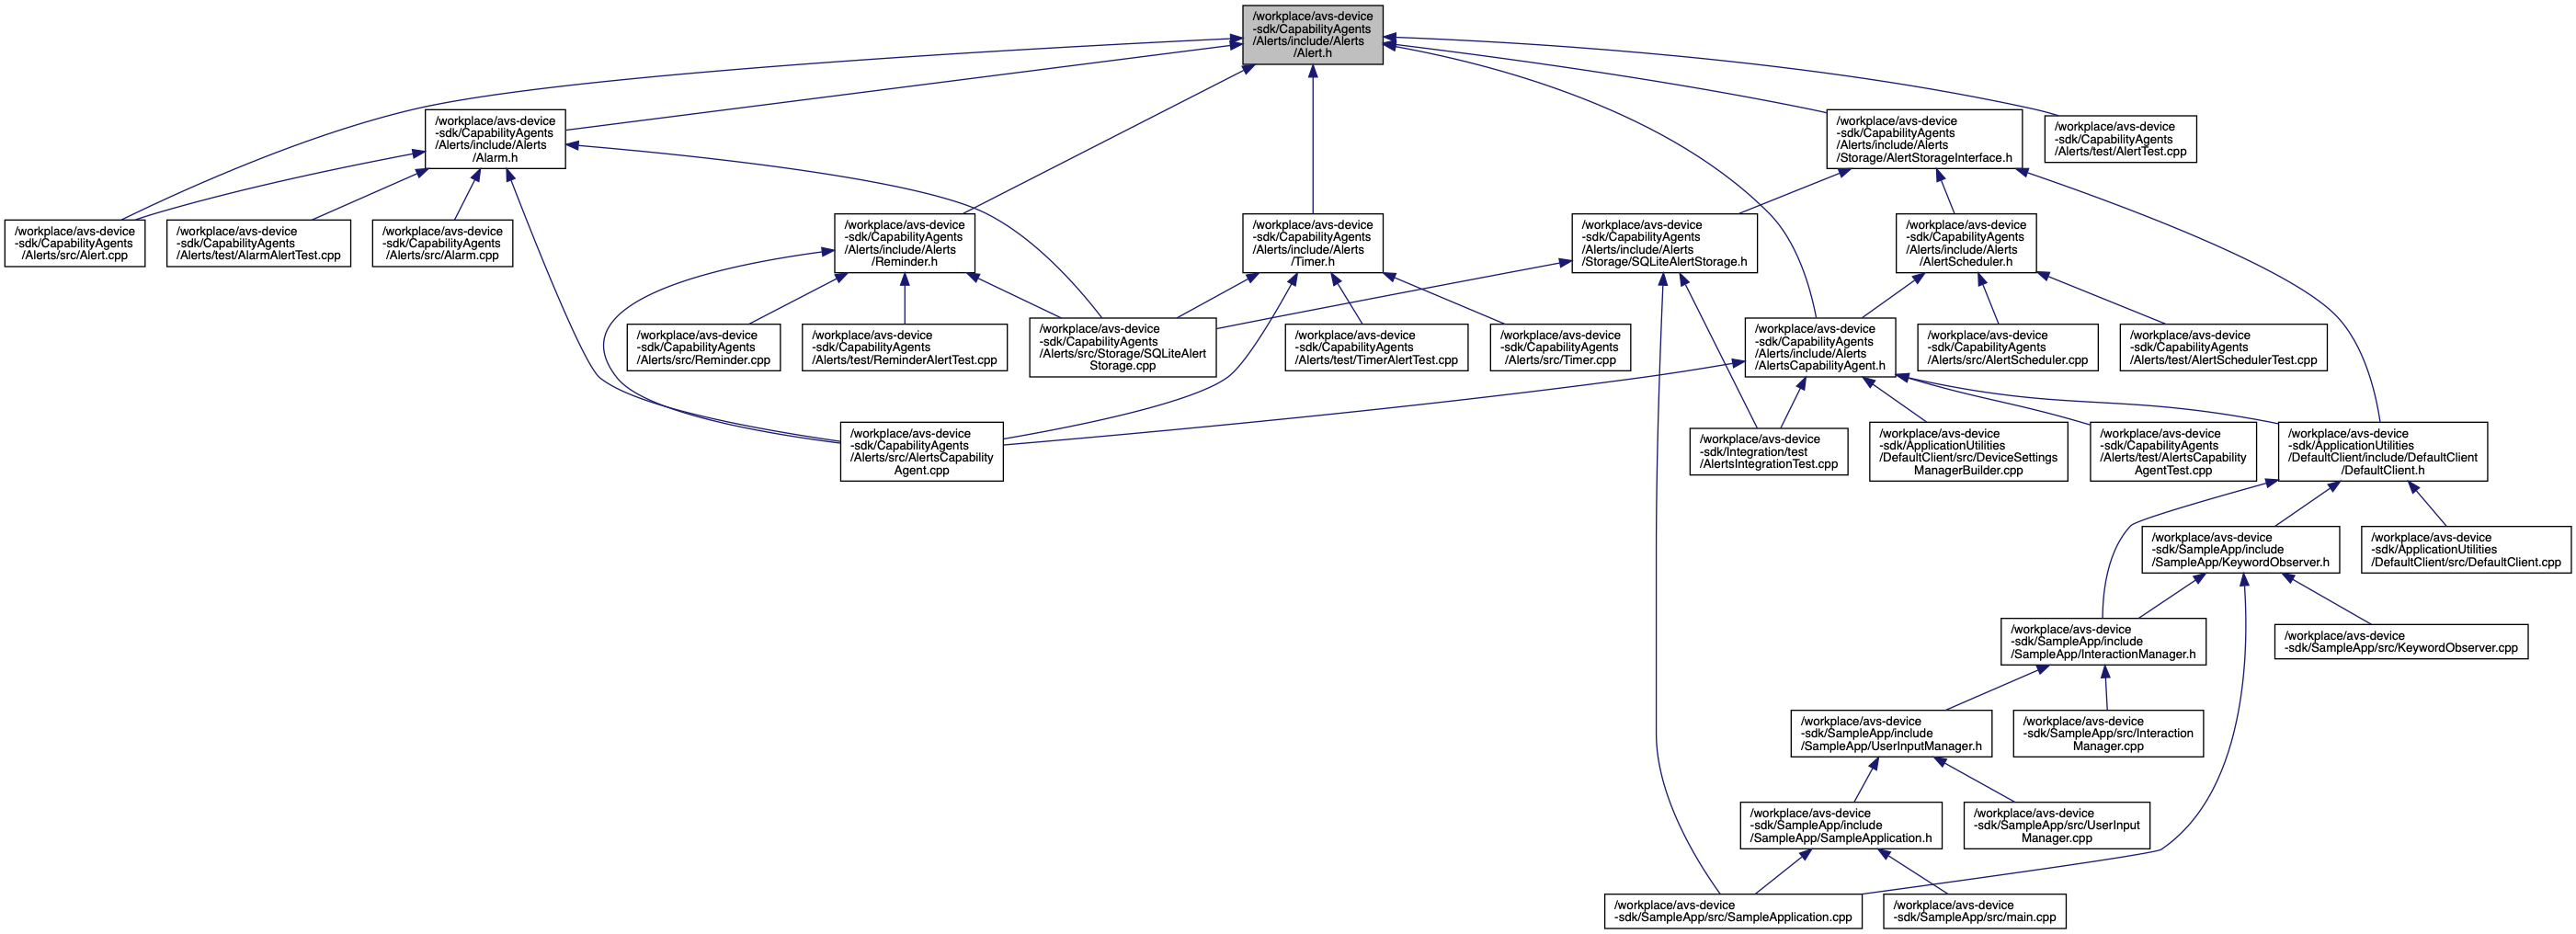 /workplace/avs-device
-sdk/CapabilityAgents
/Alerts/include/Alerts
/Alert.h
/workplace/avs-device
-sdk/CapabilityAgents
/Alerts/include/Alerts
/Alarm.h
/workplace/avs-device
-sdk/CapabilityAgents
/Alerts/include/Alerts
/Storage/AlertStorageInterface.h
/workplace/avs-device
-sdk/CapabilityAgents
/Alerts/test/AlertTest.cpp
/workplace/avs-device
-sdk/CapabilityAgents
/Alerts/src/Alert.cpp
/workplace/avs-device
-sdk/CapabilityAgents
/Alerts/test/AlarmAlertTest.cpp
/workplace/avs-device
-sdk/CapabilityAgents
/Alerts/src/Alarm.cpp
/workplace/avs-device
-sdk/CapabilityAgents
/Alerts/include/Alerts
/Reminder.h
/workplace/avs-device
-sdk/CapabilityAgents
/Alerts/include/Alerts
/Timer.h
/workplace/avs-device
-sdk/CapabilityAgents
/Alerts/include/Alerts
/Storage/SQLiteAlertStorage.h
/workplace/avs-device
-sdk/CapabilityAgents
/Alerts/include/Alerts
/AlertScheduler.h
/workplace/avs-device
-sdk/CapabilityAgents
/Alerts/src/Reminder.cpp
/workplace/avs-device
-sdk/CapabilityAgents
/Alerts/test/ReminderAlertTest.cpp
/workplace/avs-device
-sdk/CapabilityAgents
/Alerts/src/Storage/SQLiteAlert
Storage.cpp
/workplace/avs-device
-sdk/CapabilityAgents
/Alerts/test/TimerAlertTest.cpp
/workplace/avs-device
-sdk/CapabilityAgents
/Alerts/src/Timer.cpp
/workplace/avs-device
-sdk/CapabilityAgents
/Alerts/include/Alerts
/AlertsCapabilityAgent.h
/workplace/avs-device
-sdk/CapabilityAgents
/Alerts/src/AlertScheduler.cpp
/workplace/avs-device
-sdk/CapabilityAgents
/Alerts/test/AlertSchedulerTest.cpp
/workplace/avs-device
-sdk/CapabilityAgents
/Alerts/src/AlertsCapability
Agent.cpp
/workplace/avs-device
-sdk/Integration/test
/AlertsIntegrationTest.cpp
/workplace/avs-device
-sdk/ApplicationUtilities
/DefaultClient/src/DeviceSettings
ManagerBuilder.cpp
/workplace/avs-device
-sdk/CapabilityAgents
/Alerts/test/AlertsCapability
AgentTest.cpp
/workplace/avs-device
-sdk/ApplicationUtilities
/DefaultClient/include/DefaultClient
/DefaultClient.h
/workplace/avs-device
-sdk/SampleApp/include
/SampleApp/KeywordObserver.h
/workplace/avs-device
-sdk/ApplicationUtilities
/DefaultClient/src/DefaultClient.cpp
/workplace/avs-device
-sdk/SampleApp/include
/SampleApp/InteractionManager.h
/workplace/avs-device
-sdk/SampleApp/src/KeywordObserver.cpp
/workplace/avs-device
-sdk/SampleApp/include
/SampleApp/UserInputManager.h
/workplace/avs-device
-sdk/SampleApp/src/Interaction
Manager.cpp
/workplace/avs-device
-sdk/SampleApp/include
/SampleApp/SampleApplication.h
/workplace/avs-device
-sdk/SampleApp/src/UserInput
Manager.cpp
/workplace/avs-device
-sdk/SampleApp/src/SampleApplication.cpp
/workplace/avs-device
-sdk/SampleApp/src/main.cpp